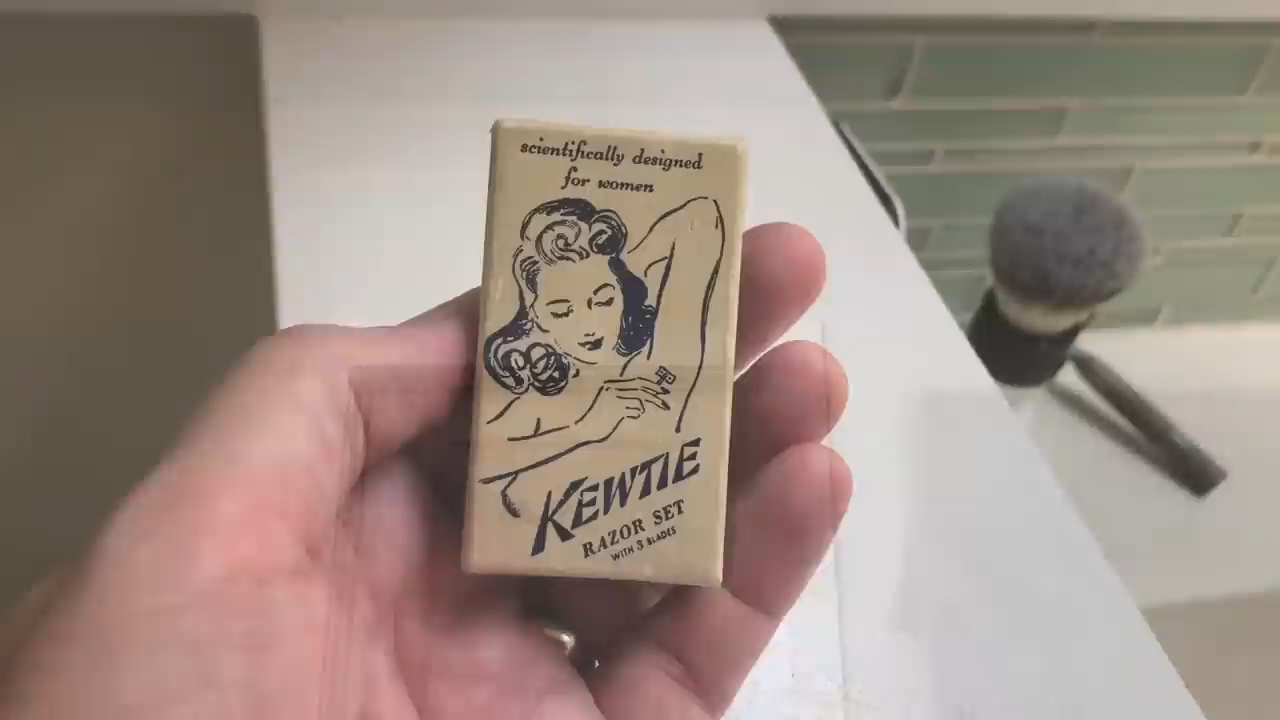 scientifically designed
for women
KEWTIE
RAZOR SET
WITH 3 BLADES